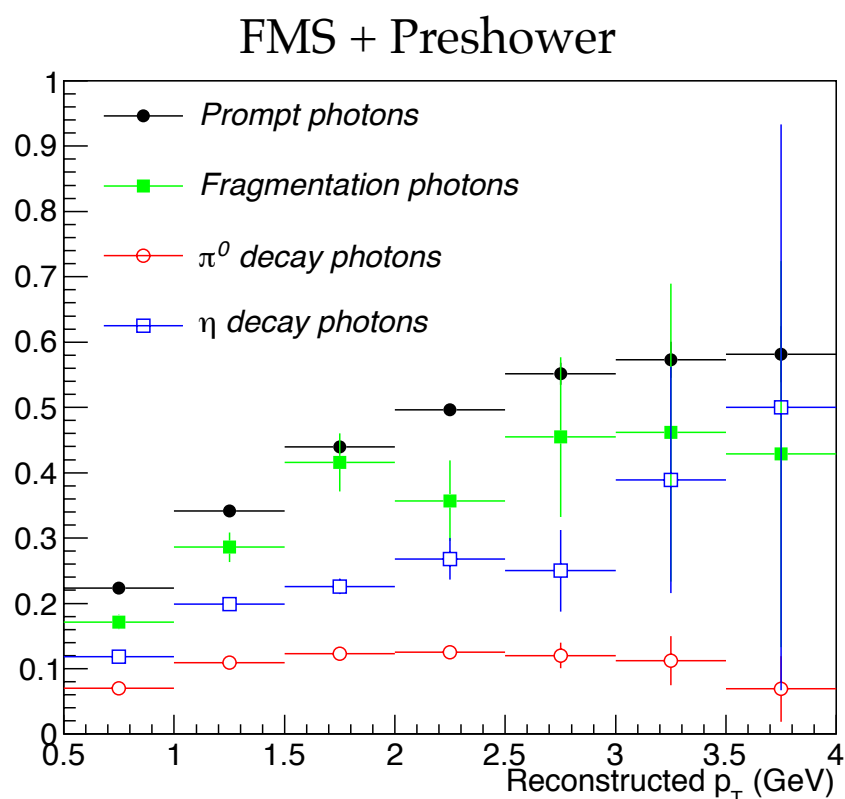 FMS + Preshower
1
0.9
0.8
0.7
0.6
0.5
0.4
0.3
0.2
0.1
0
Prompt photons
Fragmentation photons
π⁰ decay photons
η decay photons
0.5 1 1.5 2 2.5 3 3.5 4
Reconstructed p_T (GeV)